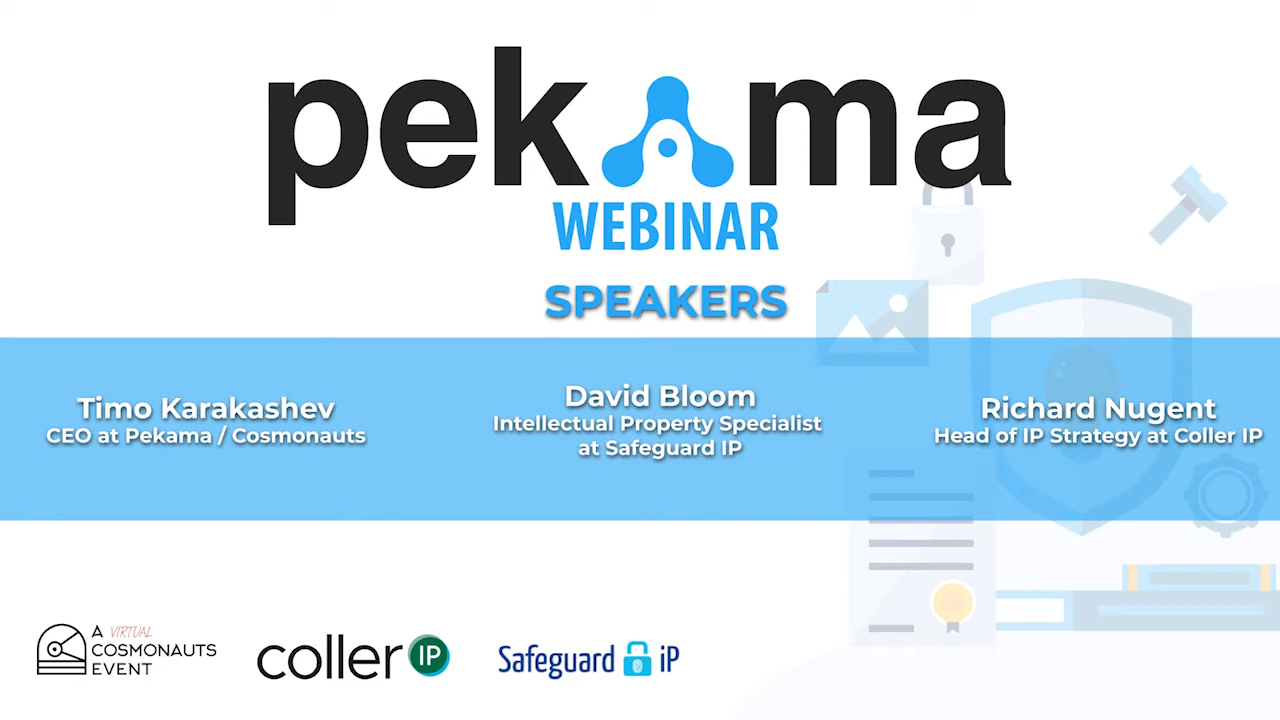 pekama
WEBINAR
SPEAKERS
Timo Karakashev
CEO at Pekama / Cosmonauts
David Bloom
Intellectual Property Specialist
at Safeguard IP
Richard Nugent
Head of IP Strategy at Coller IP
A VIRTUAL
COSMONAUTS
EVENT
coller IP
Safeguard iP